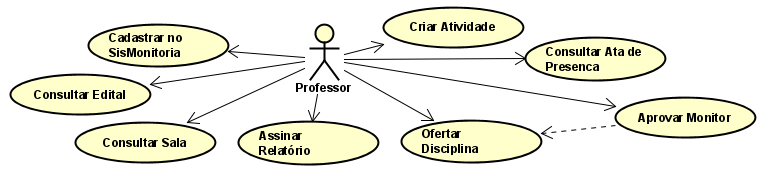 Cadastrar no
SisMonitoria
Criar Atividade
Consultar Ata de
Presenca
Professor
Consultar Edital
Consultar Sala
Assinar
Relatório
Ofertar
Disciplina
Aprovar Monitor